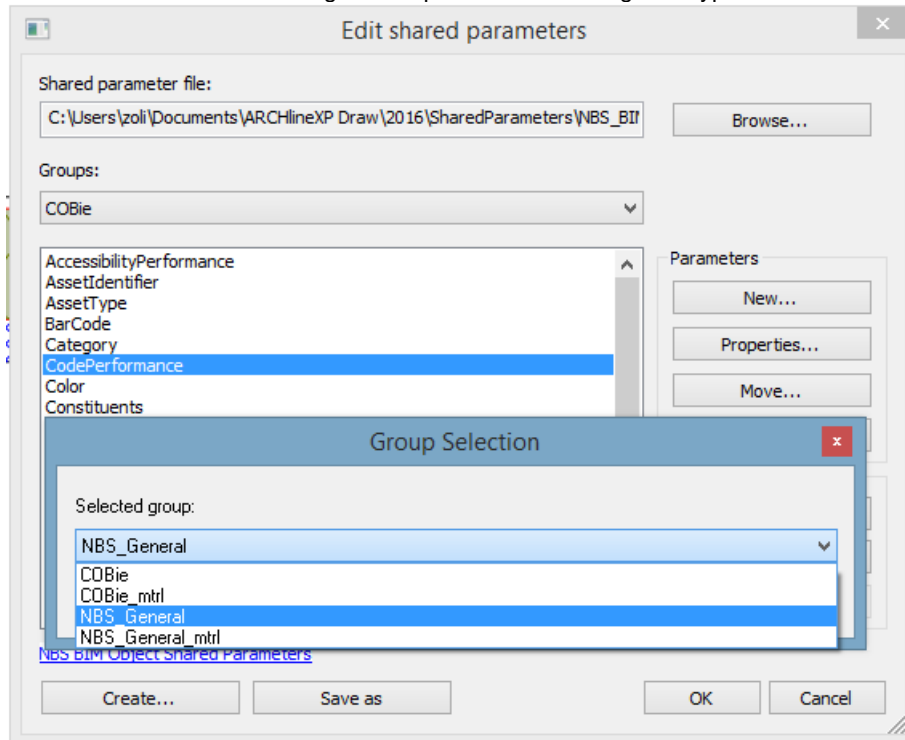 Edit shared parameters
Shared parameter file:
C:\Users\zoli\Documents\ARCHlineXP Draw\2016\SharedParameters\NBS_BI
Browse...
Groups:
COBie
AccessibilityPerformance
AssetIdentifier
AssetType
BarCode
Category
CodePerformance
Color
Constituents
Parameters
New...
Properties...
Move...
Group Selection
x
Selected group:
NBS_General
COBie
COBie_mtrl
NBS_General
NBS_General_mtrl
NBS BIM Object Shared Parameters
Create...
Save as
OK
Cancel